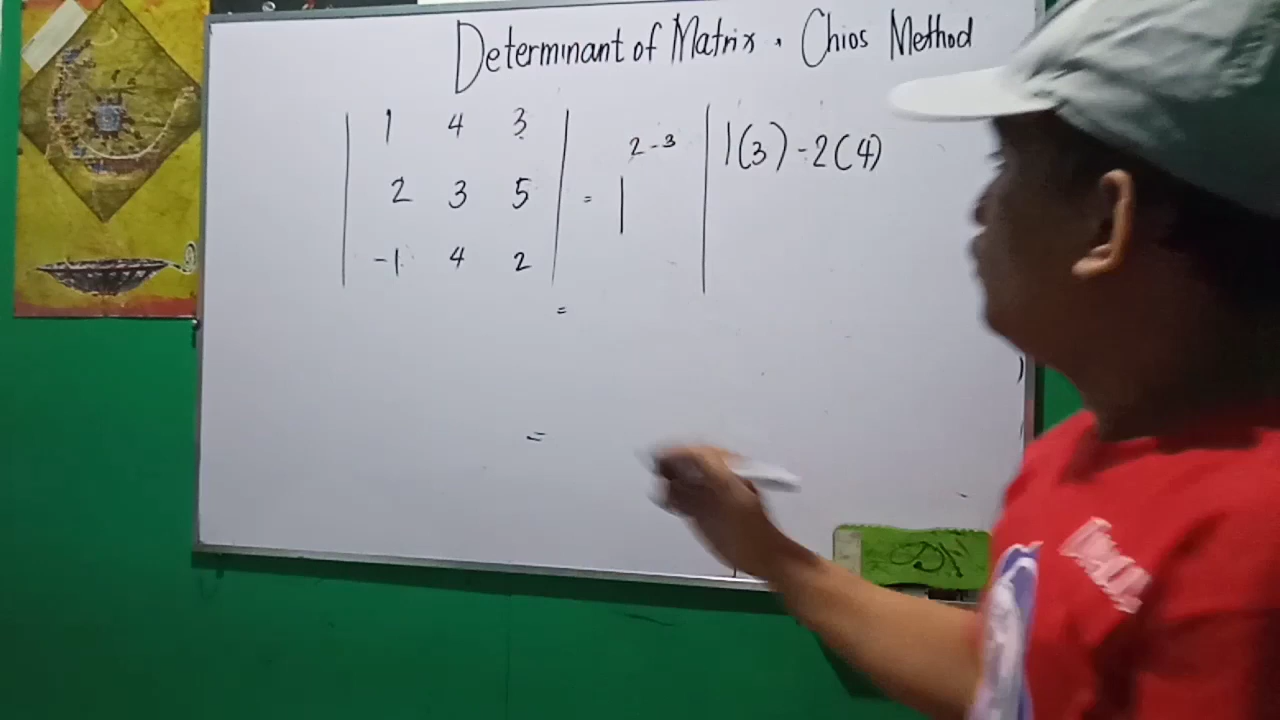 Determinant of Matrix . Chios Method
1 4 3
2 3 5
-1 4 2
= 1 2-3 1(3) - 2(4)
=
=